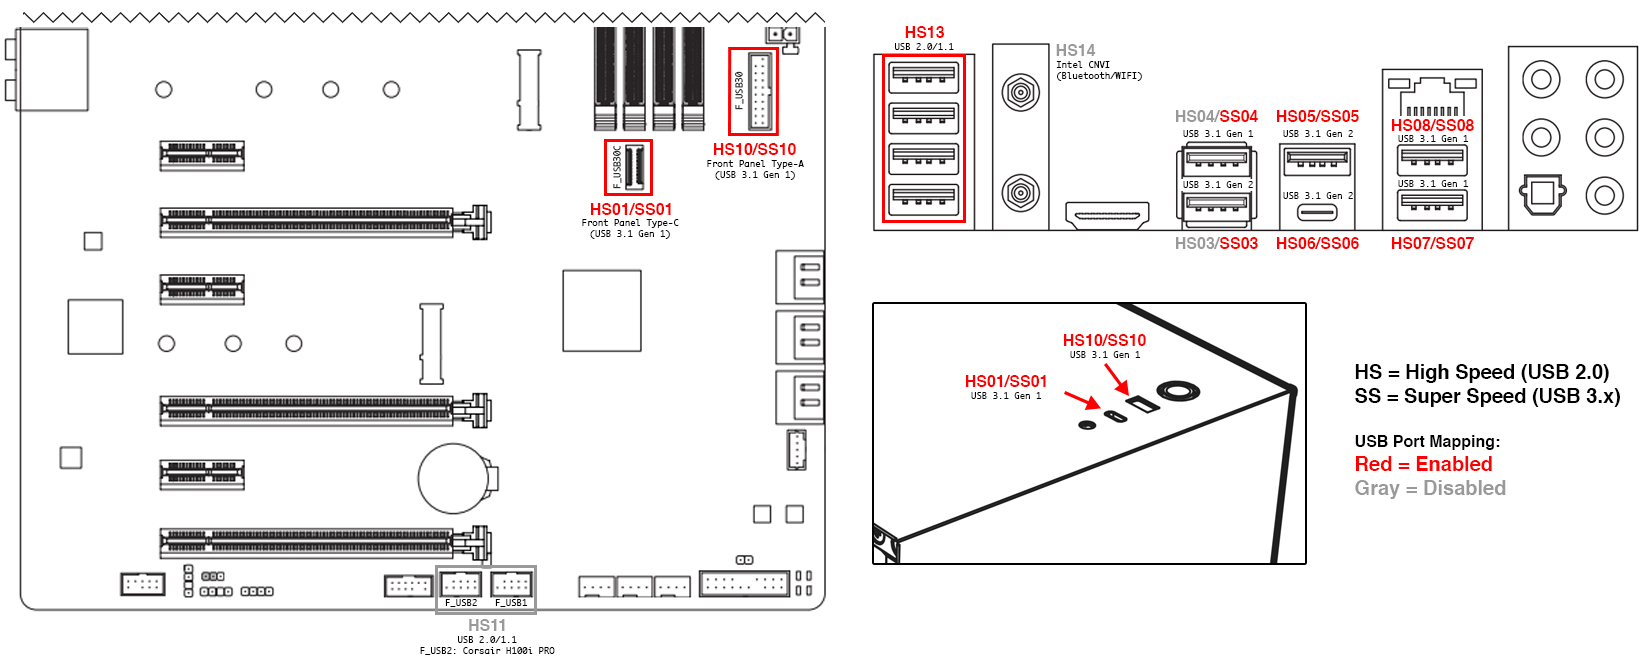 F_USB30
HS10/SS10
Front Panel Type-A
(USB 3.1 Gen 1)
F_USB30C
HS01/SS01
Front Panel Type-C
(USB 3.1 Gen 1)
F_USB2
F_USB1
HS11
USB 2.0/1.1
F_USB2: Corsair H100i PRO
HS13
USB 2.0/1.1
HS14
Intel CNVI
(Bluetooth/WIFI)
HS04/SS04
USB 3.1 Gen 1
USB 3.1 Gen 2
HS03/SS03
HS05/SS05
USB 3.1 Gen 2
USB 3.1 Gen 2
HS06/SS06
HS08/SS08
USB 3.1 Gen 1
USB 3.1 Gen 1
HS07/SS07
HS10/SS10
USB 3.1 Gen 1
HS01/SS01
USB 3.1 Gen 1
HS = High Speed (USB 2.0)
SS = Super Speed (USB 3.x)
USB Port Mapping:
Red = Enabled
Gray = Disabled